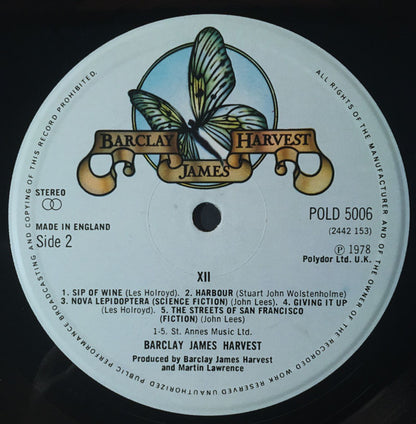 BARCLAY JAMES HARVEST
ALL RIGHTS OF THE MANUFACTURER AND OF THE OWNER OF THE RECORDED WORK RESERVED UNAUTHORIZED PUBLIC PERFORMANCE BROADCASTING AND COPYING OF THIS RECORD PROHIBITED.
STEREO
MADE IN ENGLAND
Side 2
POLD 5006
(2442 153)
℗ 1978
Polydor Ltd. U.K.
XII
1. SIP OF WINE (Les Holroyd). 2. HARBOUR (Stuart John Wolstenholme)
3. NOVA LEPIDOPTERA (SCIENCE FICTION) (John Lees). 4. GIVING IT UP
(Les Holroyd). 5. THE STREETS OF SAN FRANCISCO
(FICTION) (John Lees)
1-5. St. Annes Music Ltd.
BARCLAY JAMES HARVEST
Produced by Barclay James Harvest
and Martin Lawrence